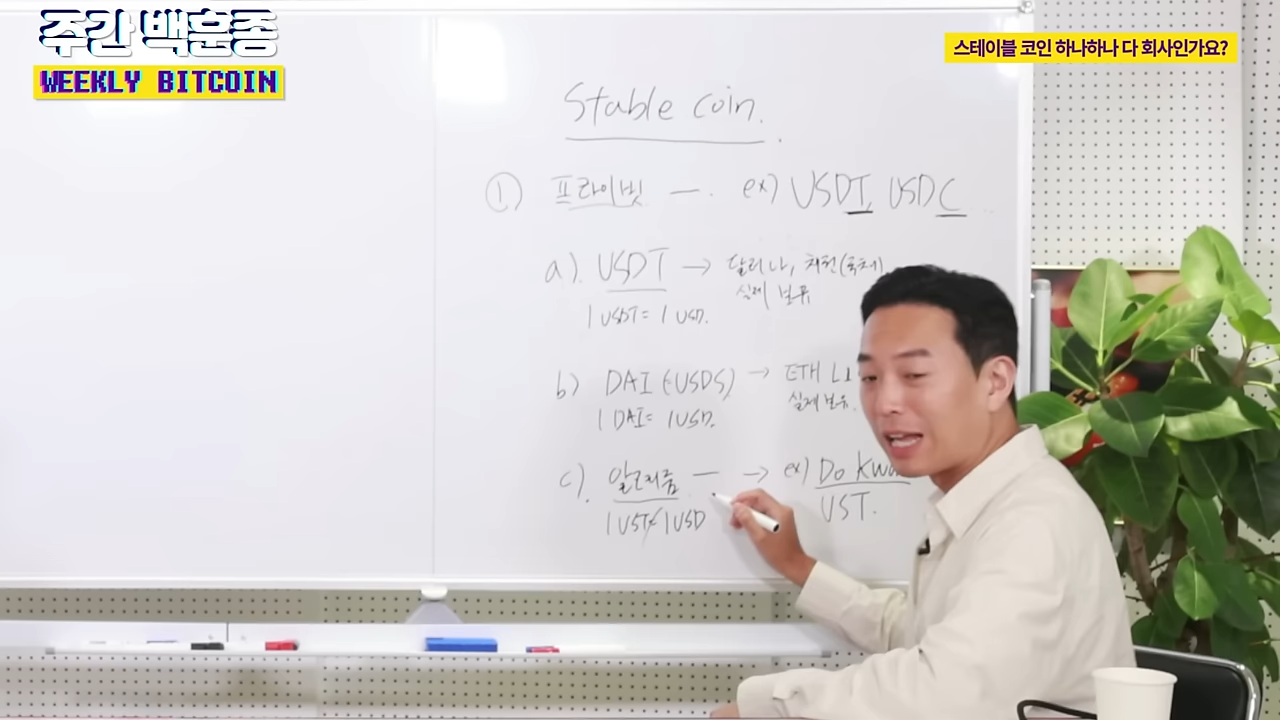 주간 백훈종
WEEKLY BITCOIN
스테이블 코인 하나하나 다 회사인가요?
Stable coin.
① 프라이빗 — . ex) USDT, USDC
a). USDT → 달러나, 채권(국채)
실제 보유
1 USDT = 1 USD.
b) DAI (USDS) → ETH L1
실제 보유.
1 DAI = 1 USD.
c). 알고리즘 — → ex) Do Kwo
1 UST ≠ 1 USD
UST.